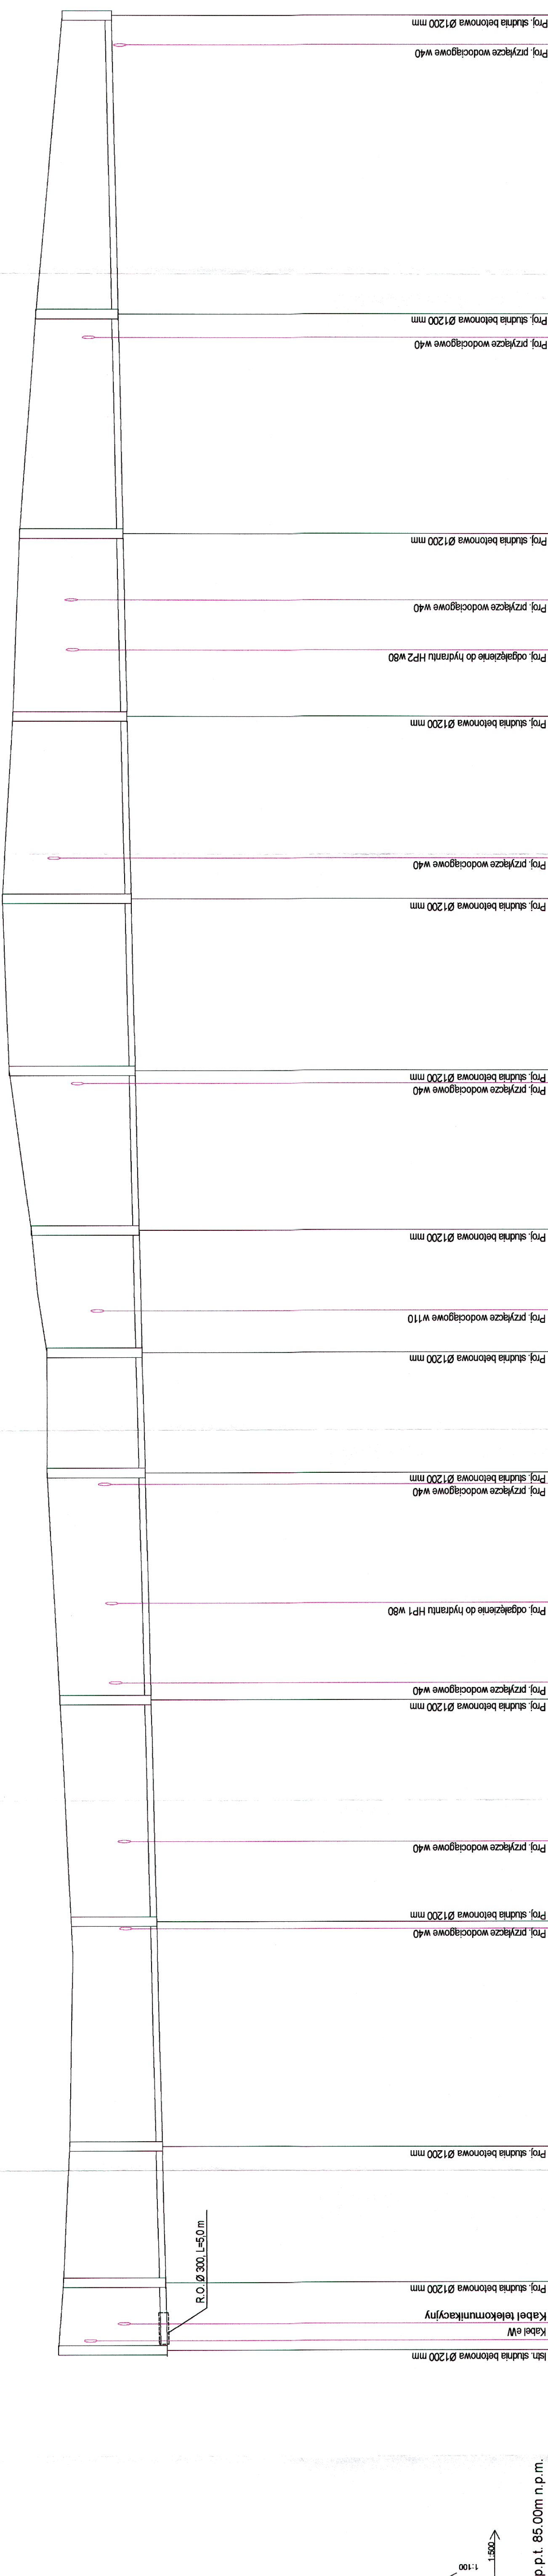 Proj. studnia betonowa Ø1200 mm
Proj. przyłącze wodociągowe w40
Proj. studnia betonowa Ø1200 mm
Proj. przyłącze wodociągowe w40
Proj. studnia betonowa Ø1200 mm
Proj. przyłącze wodociągowe w40
Proj. odgałęzienie do hydrantu HP2 w80
Proj. studnia betonowa Ø1200 mm
Proj. przyłącze wodociągowe w40
Proj. studnia betonowa Ø1200 mm
Proj. studnia betonowa Ø1200 mm
Proj. przyłącze wodociągowe w40
Proj. studnia betonowa Ø1200 mm
Proj. przyłącze wodociągowe w110
Proj. studnia betonowa Ø1200 mm
Proj. studnia betonowa Ø1200 mm
Proj. przyłącze wodociągowe w40
Proj. odgałęzienie do hydrantu HP1 w80
Proj. przyłącze wodociągowe w40
Proj. studnia betonowa Ø1200 mm
Proj. przyłącze wodociągowe w40
Proj. studnia betonowa Ø1200 mm
Proj. przyłącze wodociągowe w40
Proj. studnia betonowa Ø1200 mm
R.O. Ø 300, L=5,0 m
Proj. studnia betonowa Ø1200 mm
Kabel telekomunikacyjny
Kabel eW
Istn. studnia betonowa Ø1200 mm
1:100
1:500
p.p.t. 85.00m n.p.m.